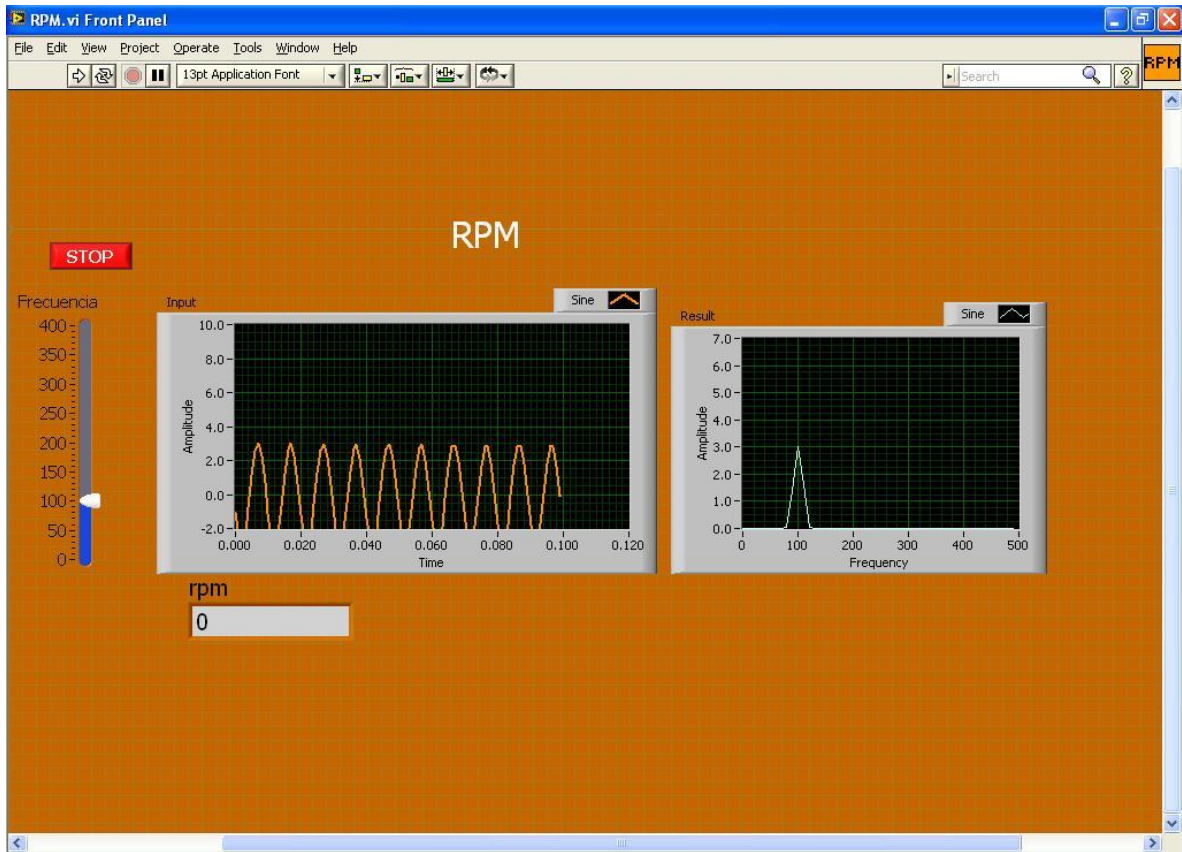 RPM.vi Front Panel
File Edit View Project Operate Tools Window Help
13pt Application Font
Search
?
RPM
RPM
STOP
Frecuencia
400
350
300
250
200
150
100
50
0
Input
Sine
Amplitude
10.0
8.0
6.0
4.0
2.0
0.0
-2.0
0.000 0.020 0.040 0.060 0.080 0.100 0.120
Time
Result
Sine
Amplitude
7.0
6.0
5.0
4.0
3.0
2.0
1.0
0.0
0 100 200 300 400 500
Frequency
rpm
0